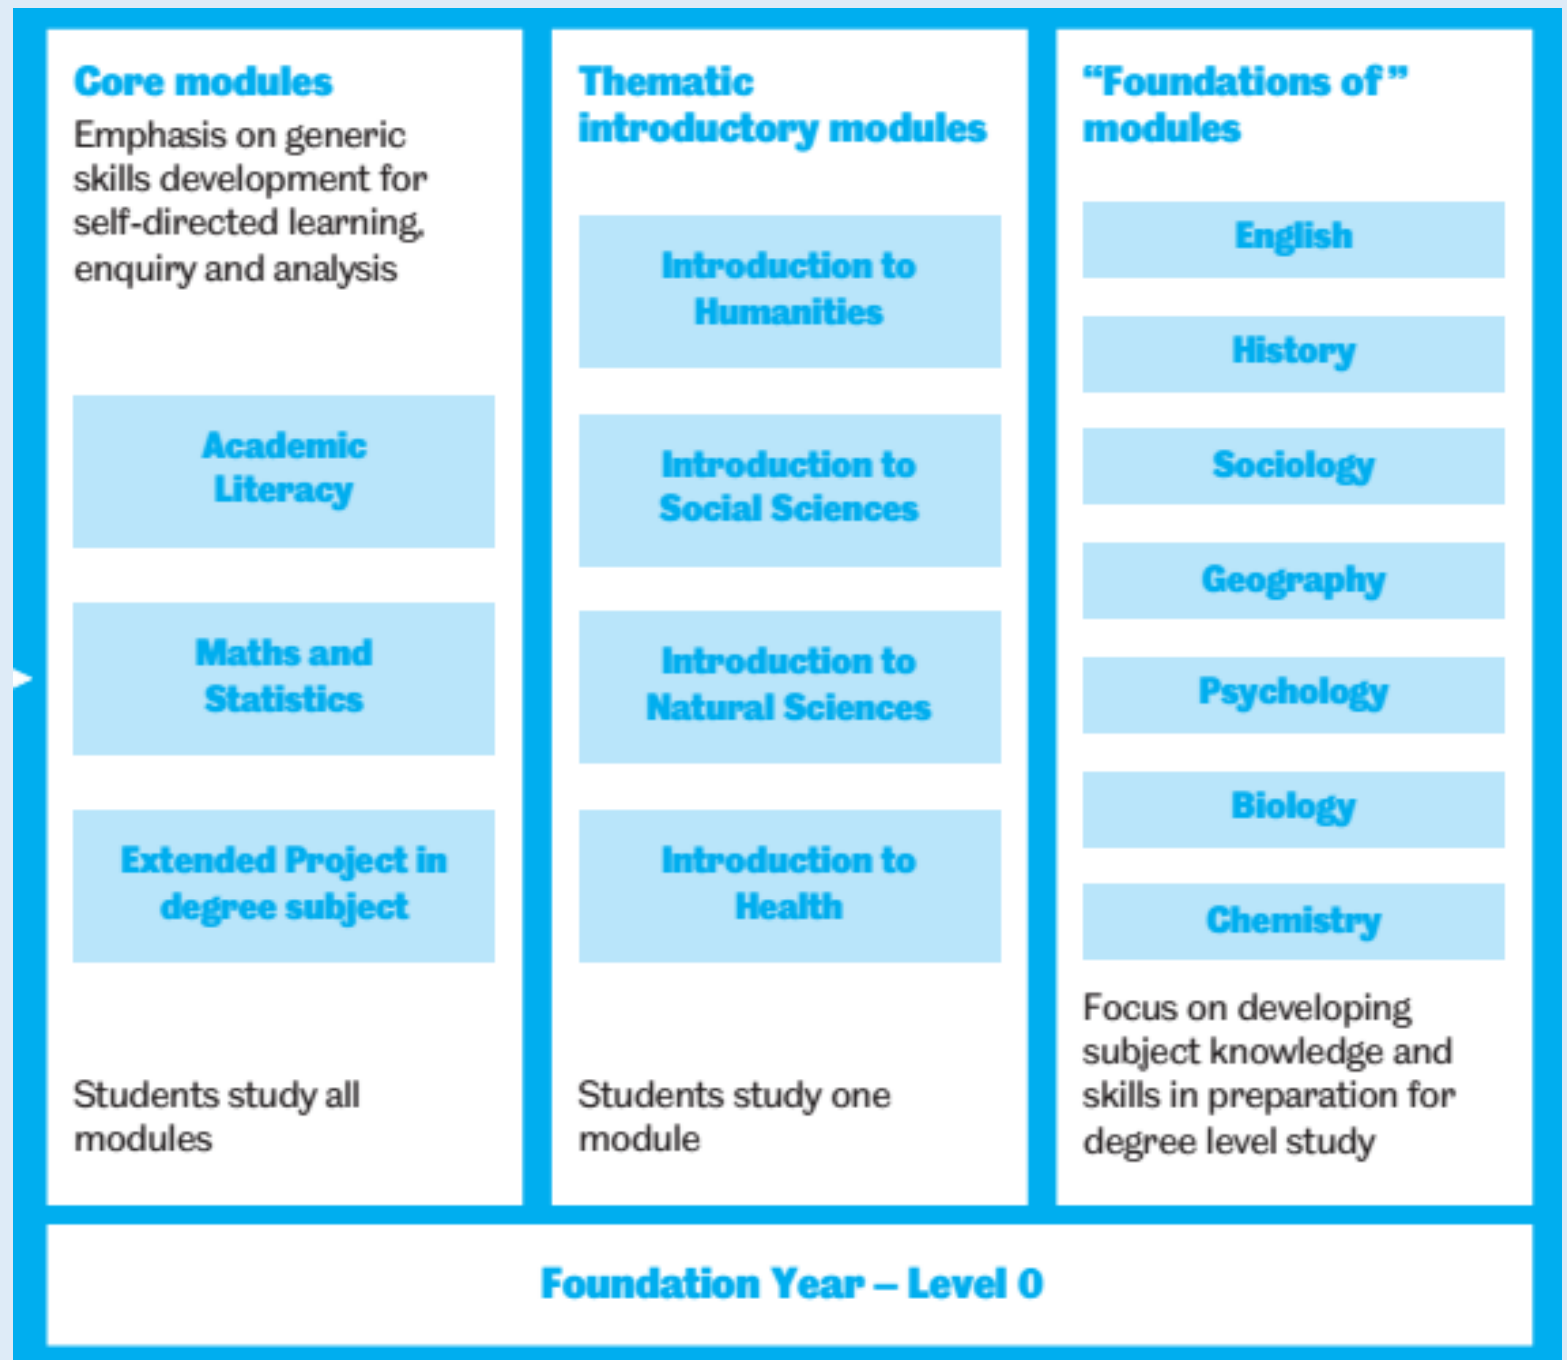 Core modules
Emphasis on generic
skills development for
self-directed learning,
enquiry and analysis
Academic
Literacy
Maths and
Statistics
Extended Project in
degree subject
Students study all
modules
Thematic
introductory modules
Introduction to
Humanities
Introduction to
Social Sciences
Introduction to
Natural Sciences
Introduction to
Health
Students study one
module
“Foundations of”
modules
English
History
Sociology
Geography
Psychology
Biology
Chemistry
Focus on developing
subject knowledge and
skills in preparation for
degree level study
Foundation Year – Level 0